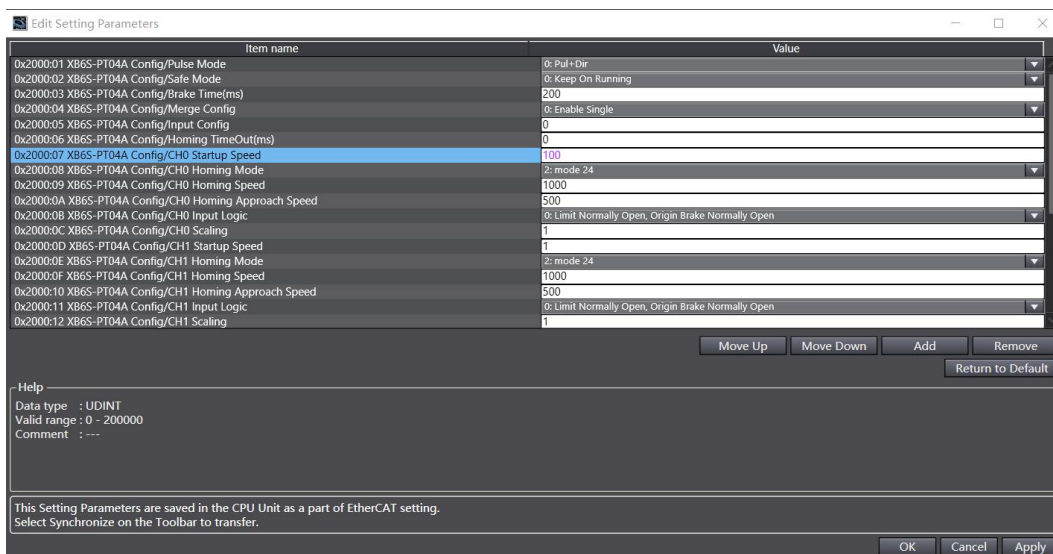 Edit Setting Parameters
Item name Value
0x2000:01 XB6S-PT04A Config/Pulse Mode 0: Pul+Dir
0x2000:02 XB6S-PT04A Config/Safe Mode 0: Keep On Running
0x2000:03 XB6S-PT04A Config/Brake Time(ms) 200
0x2000:04 XB6S-PT04A Config/Merge Config 0: Enable Single
0x2000:05 XB6S-PT04A Config/Input Config 0
0x2000:06 XB6S-PT04A Config/Homing TimeOut(ms) 0
0x2000:07 XB6S-PT04A Config/CH0 Startup Speed 100
0x2000:08 XB6S-PT04A Config/CH0 Homing Mode 2: mode 24
0x2000:09 XB6S-PT04A Config/CH0 Homing Speed 1000
0x2000:0A XB6S-PT04A Config/CH0 Homing Approach Speed 500
0x2000:0B XB6S-PT04A Config/CH0 Input Logic 0: Limit Normally Open, Origin Brake Normally Open
0x2000:0C XB6S-PT04A Config/CH0 Scaling 1
0x2000:0D XB6S-PT04A Config/CH1 Startup Speed 1
0x2000:0E XB6S-PT04A Config/CH1 Homing Mode 2: mode 24
0x2000:0F XB6S-PT04A Config/CH1 Homing Speed 1000
0x2000:10 XB6S-PT04A Config/CH1 Homing Approach Speed 500
0x2000:11 XB6S-PT04A Config/CH1 Input Logic 0: Limit Normally Open, Origin Brake Normally Open
0x2000:12 XB6S-PT04A Config/CH1 Scaling 1
Move Up Move Down Add Remove
Return to Default
Help
Data type : UDINT
Valid range : 0 - 200000
Comment : ---
This Setting Parameters are saved in the CPU Unit as a part of EtherCAT setting.
Select Synchronize on the Toolbar to transfer.
OK Cancel Apply